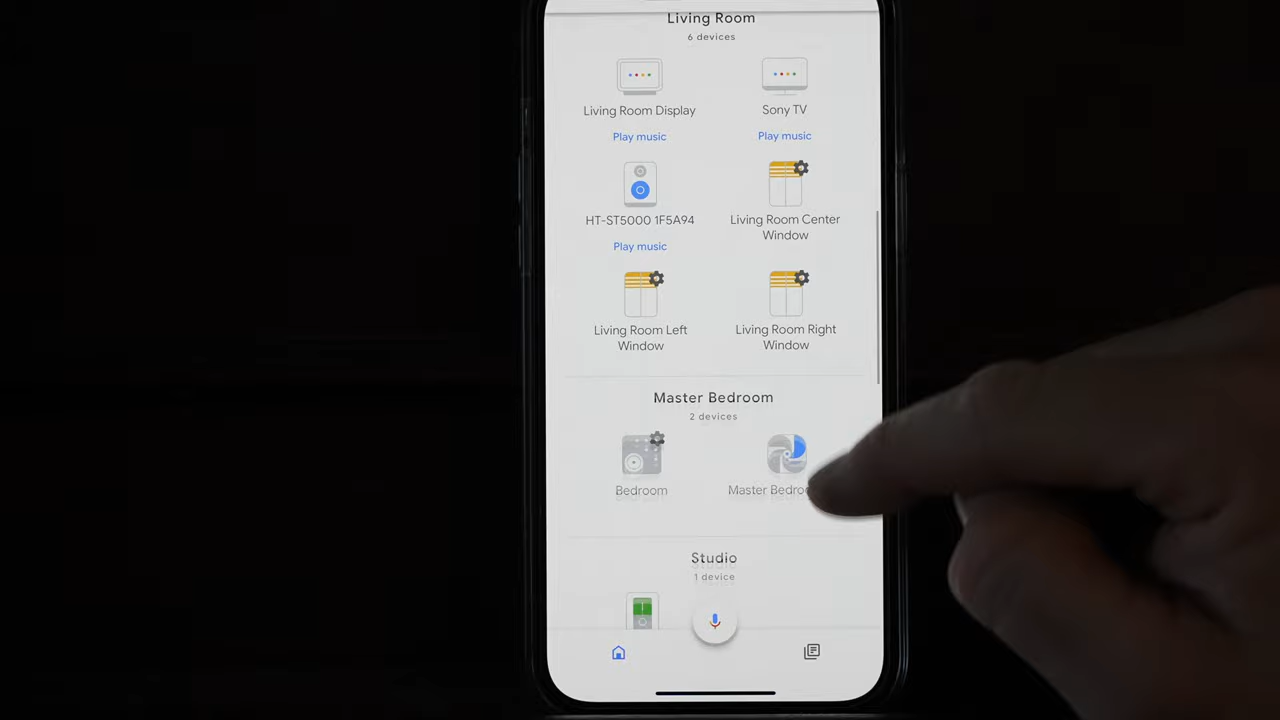 Living Room
6 devices
Living Room Display
Sony TV
Play music
Play music
HT-ST5000 1F5A94
Living Room Center
Window
Play music
Living Room Left
Window
Living Room Right
Window
Master Bedroom
2 devices
Bedroom
Master
Studio
1 device